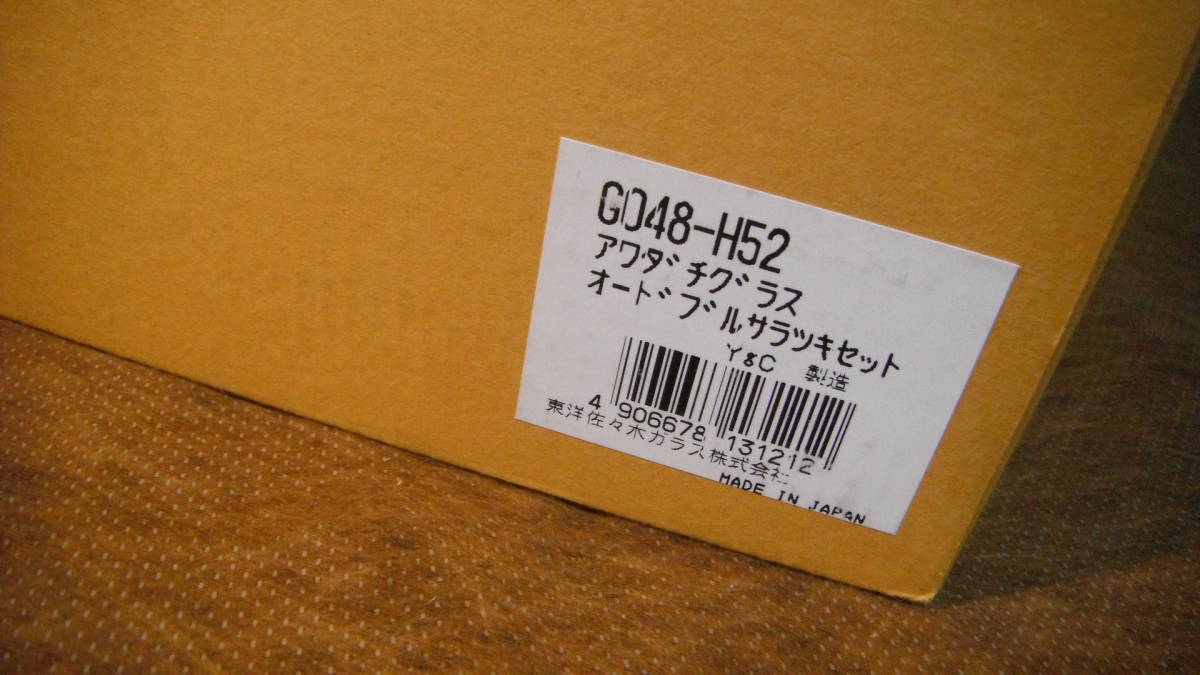 G048-H52
アワダチグラス
オードブルサラツキセット
Y&C 製造
4 906678 131212
東洋佐々木ガラス株式会社
MADE IN JAPAN